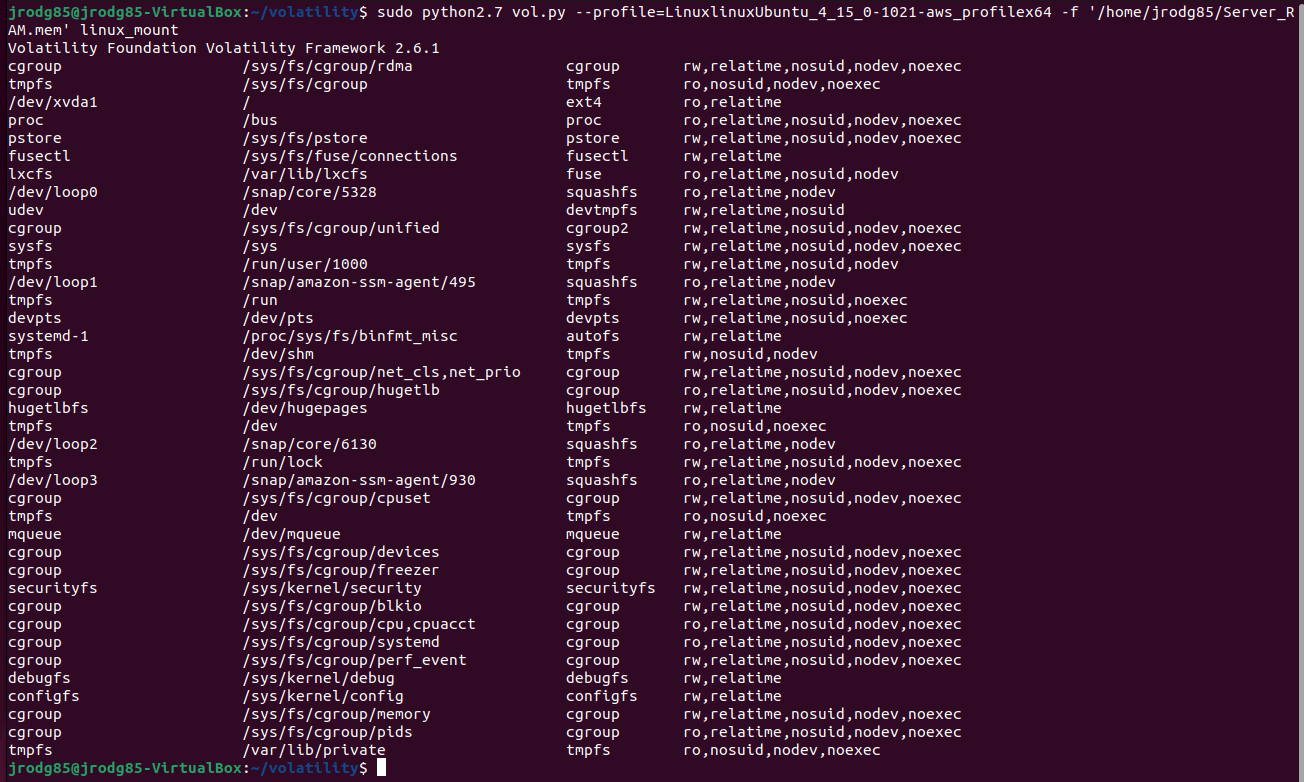 jrodg85@jrodg85-VirtualBox:~/volatility$ sudo python2.7 vol.py --profile=LinuxlinuxUbuntu_4_15_0-1021-aws_profilex64 -f '/home/jrodg85/Server_R
AM.mem' linux_mount
Volatility Foundation Volatility Framework 2.6.1
cgroup /sys/fs/cgroup/rdma cgroup rw,relatime,nosuid,nodev,noexec
tmpfs /sys/fs/cgroup tmpfs ro,nosuid,nodev,noexec
/dev/xvda1 / ext4 ro,relatime
proc /bus proc ro,relatime,nosuid,nodev,noexec
pstore /sys/fs/pstore pstore rw,relatime,nosuid,nodev,noexec
fusectl /sys/fs/fuse/connections fusectl rw,relatime
lxcfs /var/lib/lxcfs fuse ro,relatime,nosuid,nodev
/dev/loop0 /snap/core/5328 squashfs ro,relatime,nodev
udev /dev devtmpfs rw,relatime,nosuid
cgroup /sys/fs/cgroup/unified cgroup2 rw,relatime,nosuid,nodev,noexec
sysfs /sys sysfs rw,relatime,nosuid,nodev,noexec
tmpfs /run/user/1000 tmpfs rw,relatime,nosuid,nodev
/dev/loop1 /snap/amazon-ssm-agent/495 squashfs ro,relatime,nodev
tmpfs /run tmpfs rw,relatime,nosuid,noexec
devpts /dev/pts devpts rw,relatime,nosuid,noexec
systemd-1 /proc/sys/fs/binfmt_misc autofs rw,relatime
tmpfs /dev/shm tmpfs rw,nosuid,nodev
cgroup /sys/fs/cgroup/net_cls,net_prio cgroup rw,relatime,nosuid,nodev,noexec
cgroup /sys/fs/cgroup/hugetlb cgroup ro,relatime,nosuid,nodev,noexec
hugetlbfs /dev/hugepages hugetlbfs rw,relatime
tmpfs /dev tmpfs ro,nosuid,noexec
/dev/loop2 /snap/core/6130 squashfs ro,relatime,nodev
tmpfs /run/lock tmpfs rw,relatime,nosuid,nodev,noexec
/dev/loop3 /snap/amazon-ssm-agent/930 squashfs ro,relatime,nodev
cgroup /sys/fs/cgroup/cpuset cgroup rw,relatime,nosuid,nodev,noexec
tmpfs /dev tmpfs ro,nosuid,noexec
mqueue /dev/mqueue mqueue rw,relatime
cgroup /sys/fs/cgroup/devices cgroup rw,relatime,nosuid,nodev,noexec
cgroup /sys/fs/cgroup/freezer cgroup rw,relatime,nosuid,nodev,noexec
securityfs /sys/kernel/security securityfs rw,relatime,nosuid,nodev,noexec
cgroup /sys/fs/cgroup/blkio cgroup rw,relatime,nosuid,nodev,noexec
cgroup /sys/fs/cgroup/cpu,cpuacct cgroup ro,relatime,nosuid,nodev,noexec
cgroup /sys/fs/cgroup/systemd cgroup ro,relatime,nosuid,nodev,noexec
cgroup /sys/fs/cgroup/perf_event cgroup rw,relatime,nosuid,nodev,noexec
debugfs /sys/kernel/debug debugfs rw,relatime
configfs /sys/kernel/config configfs rw,relatime
cgroup /sys/fs/cgroup/memory cgroup rw,relatime,nosuid,nodev,noexec
cgroup /sys/fs/cgroup/pids cgroup ro,relatime,nosuid,nodev,noexec
tmpfs /var/lib/private tmpfs ro,nosuid,nodev,noexec
jrodg85@jrodg85-VirtualBox:~/volatility$